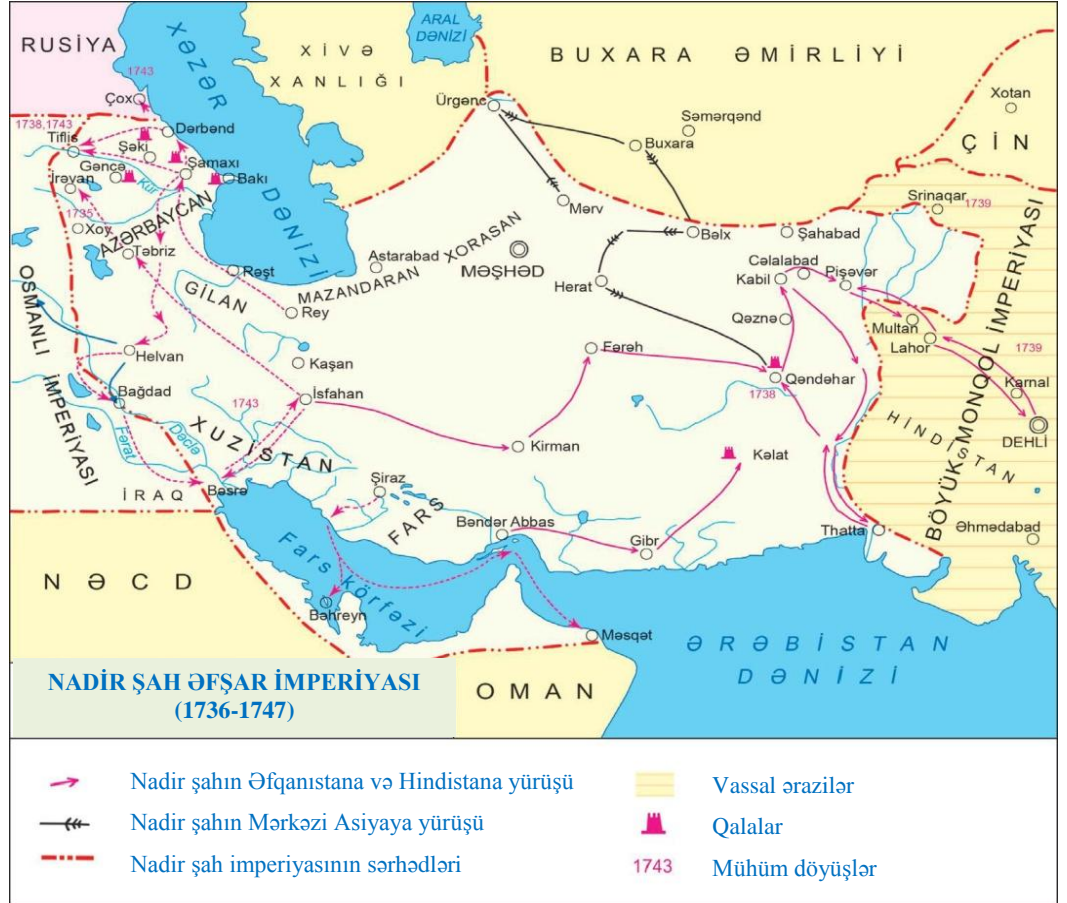 RUSİYA
XƏZƏR
DƏNİZİ
ARAL
DƏNİZİ
XİVƏ
XANLIĞI
BUXARA ƏMİRLİYİ
1743
Çox
Ürgənc
Səmərqənd
Xotan
1738,1743
Dərbənd
Tiflis
Şəki
Buxara
ÇİN
Gəncə
Şamaxı
İrəvan
Kür
Bakı
Mərv
Srinaqar
1739
1735
Xoy
AZƏRBAYCAN
Təbriz
Bəlx
Şahabad
XORASAN
Astarabad
MƏŞHƏD
Cəlalabad
Rəşt
GİLAN
MAZANDARAN
Herat
Kabil
Pişəvər
OSMANLI
İMPERİYASI
Rey
Qəznə
Multan
BÖYÜK MONQOL İMPERİYASI
Helvan
Kaşan
Fərəh
Lahor
1739
Bağdad
İsfahan
Qəndəhar
Karnal
1743
1738
XUZİSTAN
DEHLİ
HİNDİSTAN
Fərat
Dəclə
Kirman
Kəlat
İRAQ
Bəsrə
Şiraz
FARS
Bəndər Abbas
Thatta
Əhmədabad
Gibr
Fars körfəzi
NƏCD
Bəhreyn
Məsqət
ƏRƏBİSTAN
DƏNİZİ
OMAN
NADİR ŞAH ƏFŞAR İMPERİYASI
(1736-1747)
Nadir şahın Əfqanıstana və Hindistana yürüşü
Vassal ərazilər
Nadir şahın Mərkəzi Asiyaya yürüşü
Qalalar
Nadir şah imperiyasının sərhədləri
1743
Mühüm döyüşlər